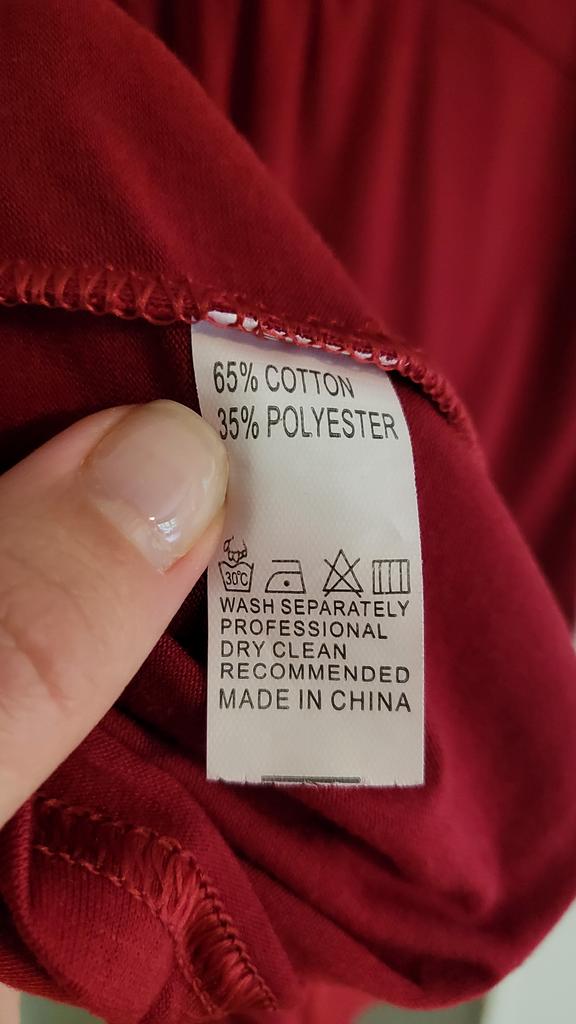 65% COTTON
35% POLYESTER
30°C
WASH SEPARATELY
PROFESSIONAL
DRY CLEAN
RECOMMENDED
MADE IN CHINA